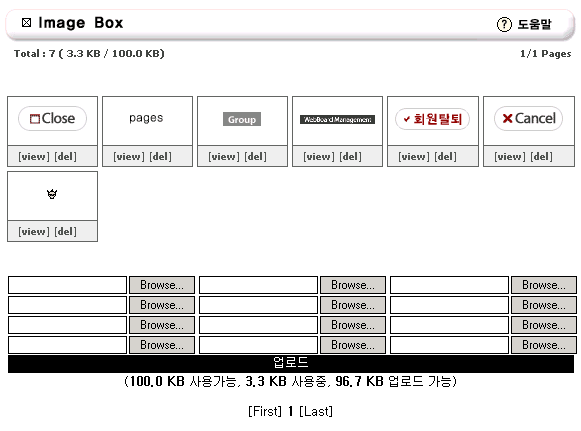 Image Box
? 도움말
Total : 7 ( 3.3 KB / 100.0 KB)
1/1 Pages
Close
pages
Group
WebBoard Management
회원탈퇴
Cancel
[view] [del] [view] [del] [view] [del] [view] [del] [view] [del] [view] [del]
[view] [del]
Browse... Browse... Browse...
Browse... Browse... Browse...
Browse... Browse... Browse...
Browse... Browse... Browse...
업로드
(100.0 KB 사용가능, 3.3 KB 사용중, 96.7 KB 업로드 가능)
[First] 1 [Last]